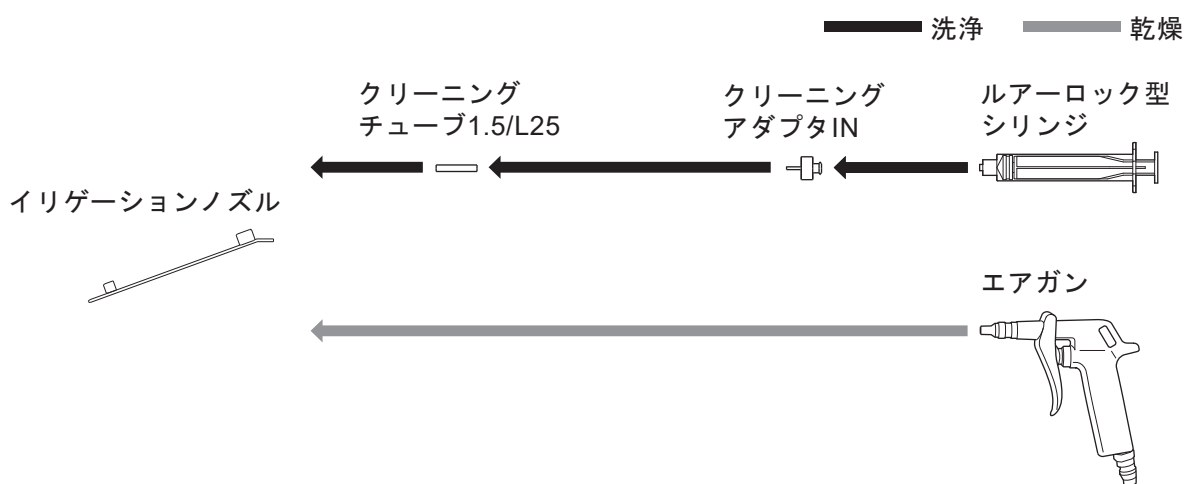 洗浄
乾燥
クリーニング
チューブ1.5/L25
クリーニング
アダプタIN
ルアーロック型
シリンジ
イリゲーションノズル
エアガン